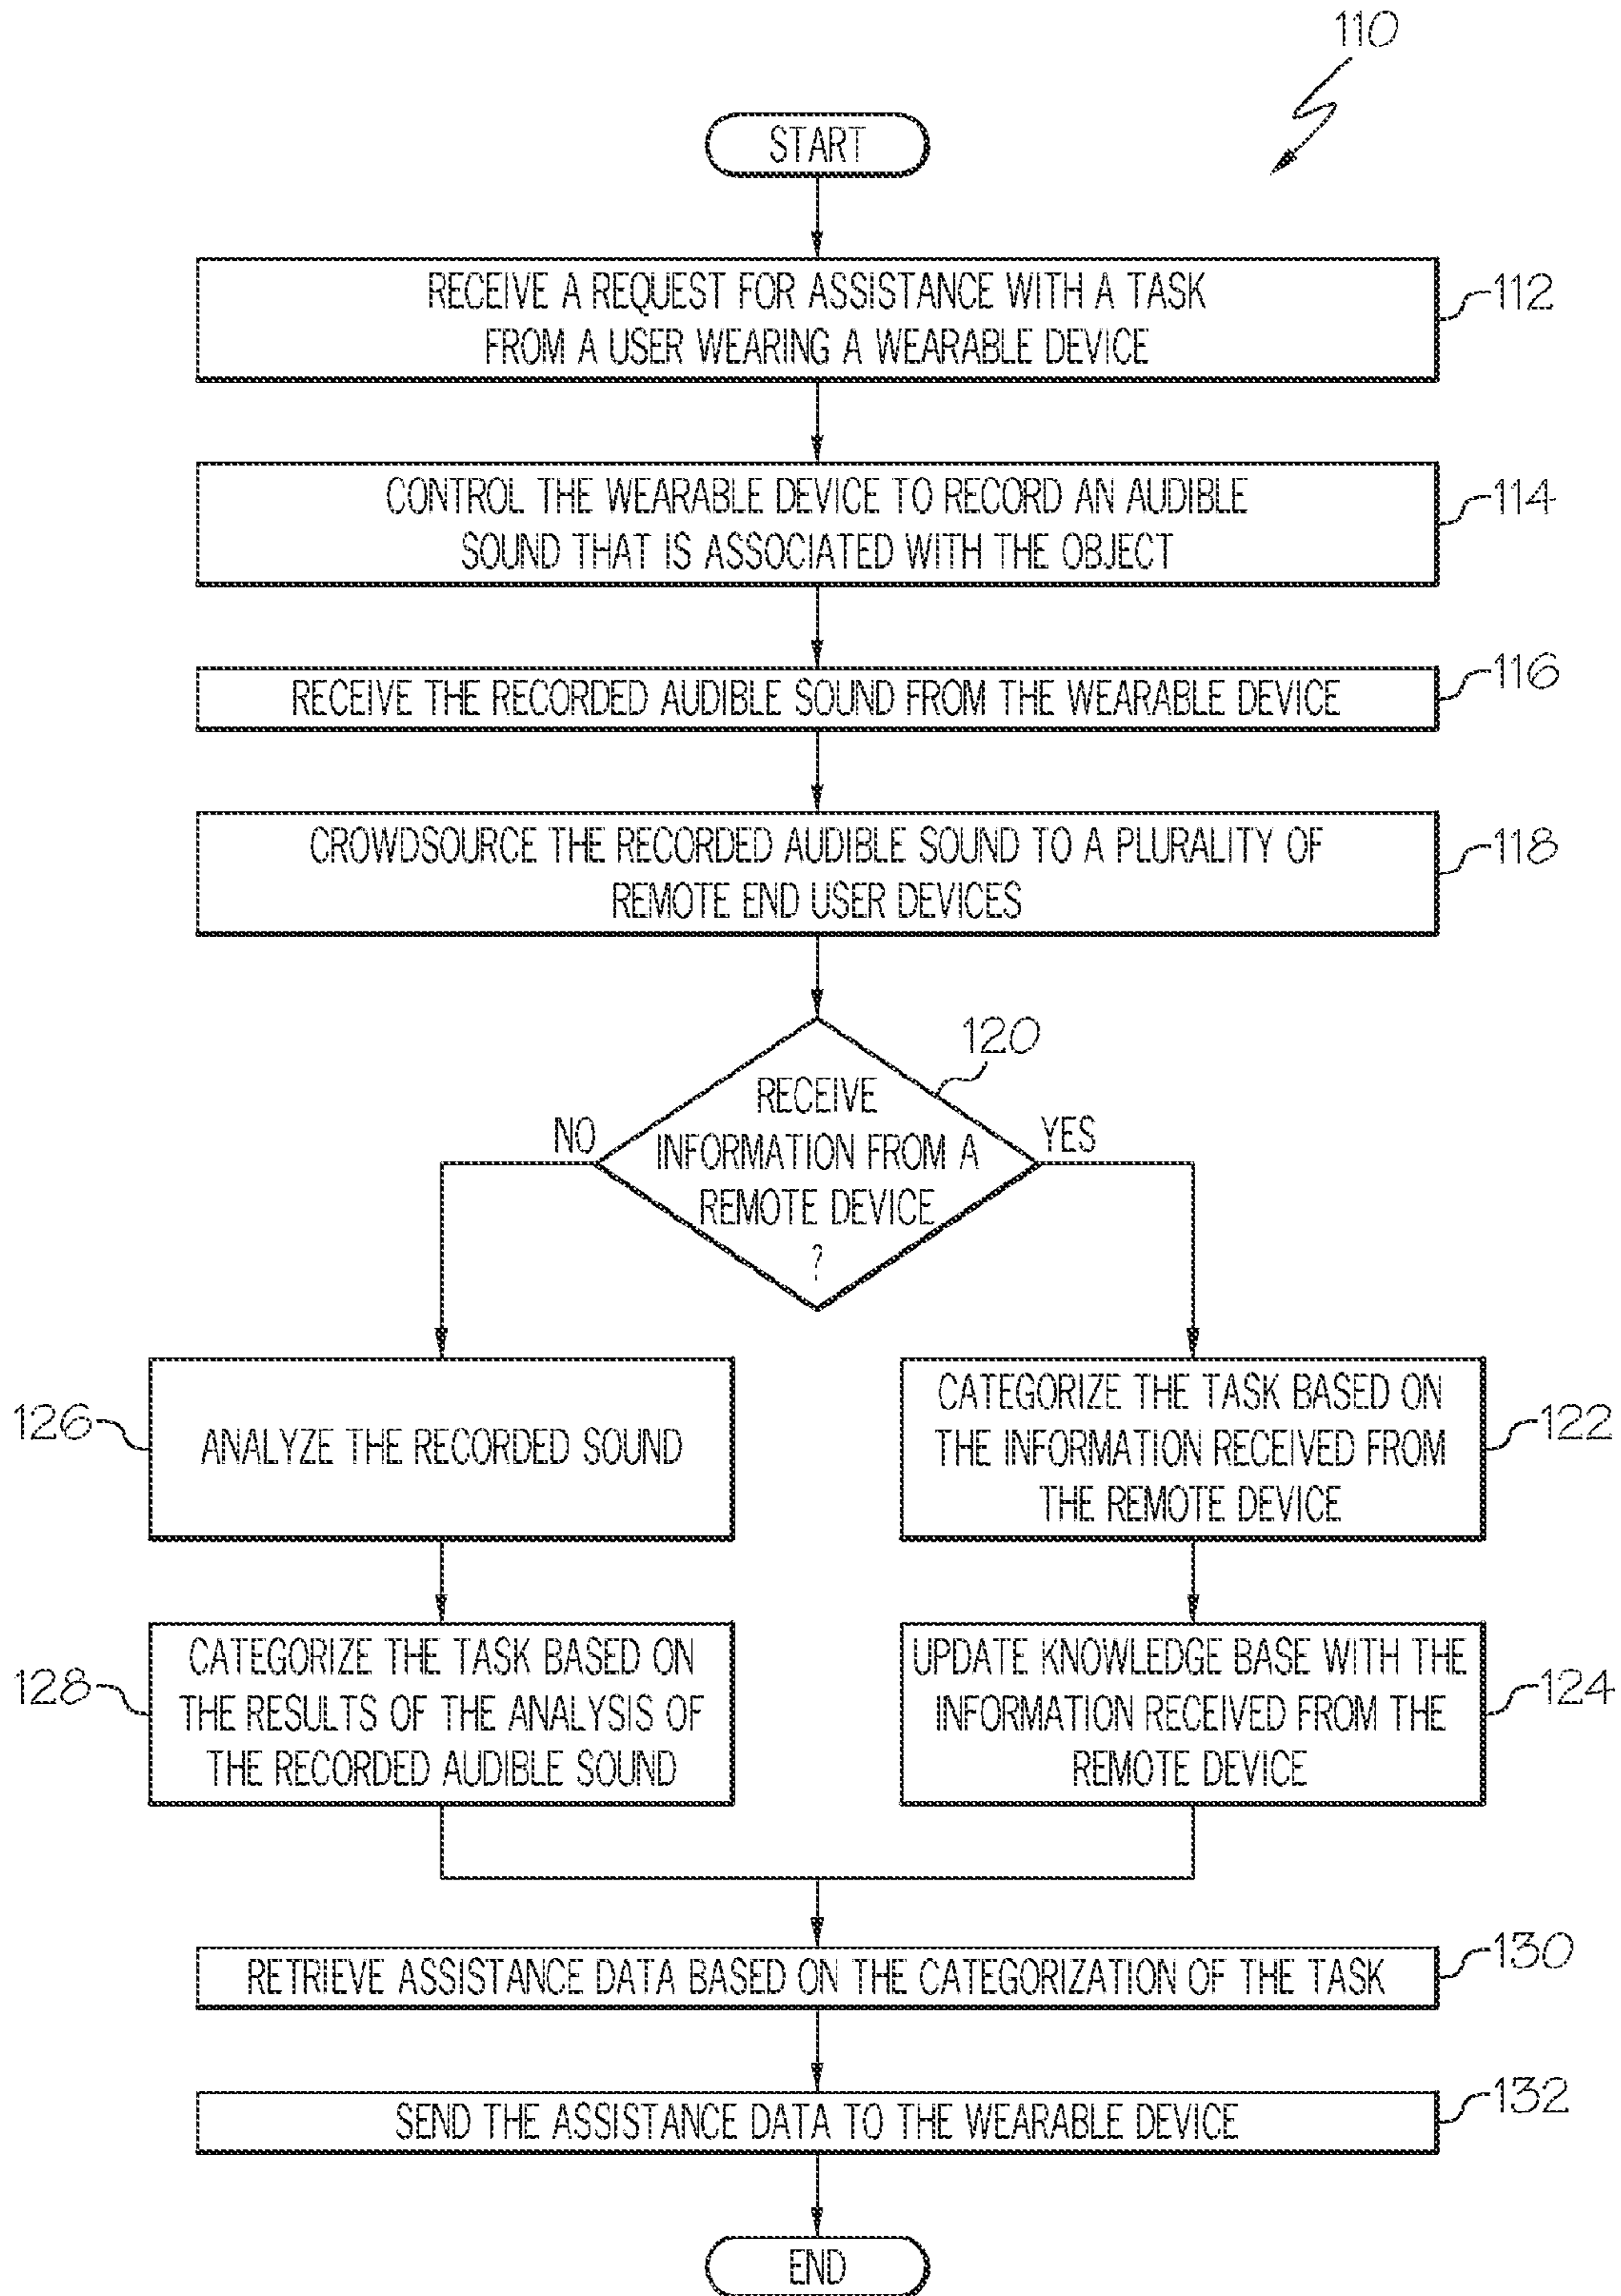 110
START
RECEIVE A REQUEST FOR ASSISTANCE WITH A TASK
FROM A USER WEARING A WEARABLE DEVICE
112
CONTROL THE WEARABLE DEVICE TO RECORD AN AUDIBLE
SOUND THAT IS ASSOCIATED WITH THE OBJECT
114
RECEIVE THE RECORDED AUDIBLE SOUND FROM THE WEARABLE DEVICE
116
CROWDSOURCE THE RECORDED AUDIBLE SOUND TO A PLURALITY OF
REMOTE END USER DEVICES
118
120
RECEIVE
INFORMATION FROM A
REMOTE DEVICE
?
NO
YES
126
ANALYZE THE RECORDED SOUND
CATEGORIZE THE TASK BASED ON
THE INFORMATION RECEIVED FROM
THE REMOTE DEVICE
122
128
CATEGORIZE THE TASK BASED ON
THE RESULTS OF THE ANALYSIS OF
THE RECORDED AUDIBLE SOUND
UPDATE KNOWLEDGE BASE WITH THE
INFORMATION RECEIVED FROM THE
REMOTE DEVICE
124
RETRIEVE ASSISTANCE DATA BASED ON THE CATEGORIZATION OF THE TASK
130
SEND THE ASSISTANCE DATA TO THE WEARABLE DEVICE
132
END